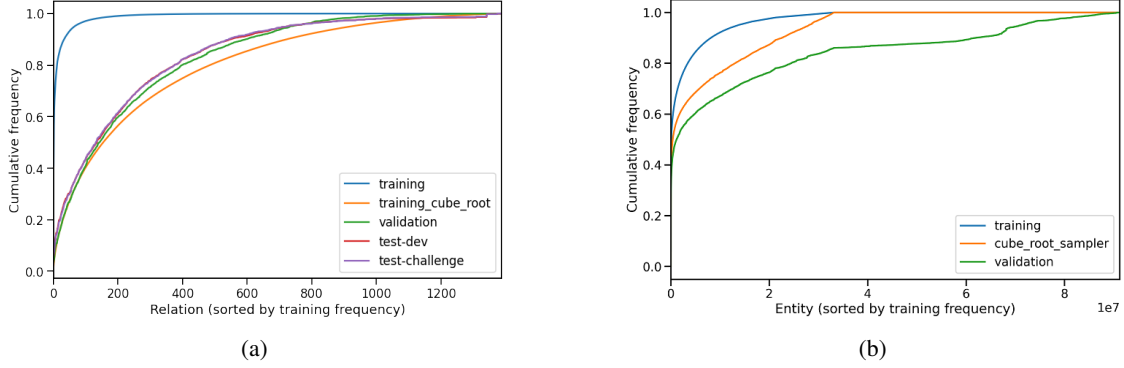 1.0
0.8
0.6
0.4
0.2
0.0
Cumulative frequency
training
training_cube_root
validation
test-dev
test-challenge
0 200 400 600 800 1000 1200
Relation (sorted by training frequency)
(a)
1.0
0.8
0.6
0.4
0.2
0.0
Cumulative frequency
training
cube_root_sampler
validation
0 2 4 6 8
1e7
Entity (sorted by training frequency)
(b)